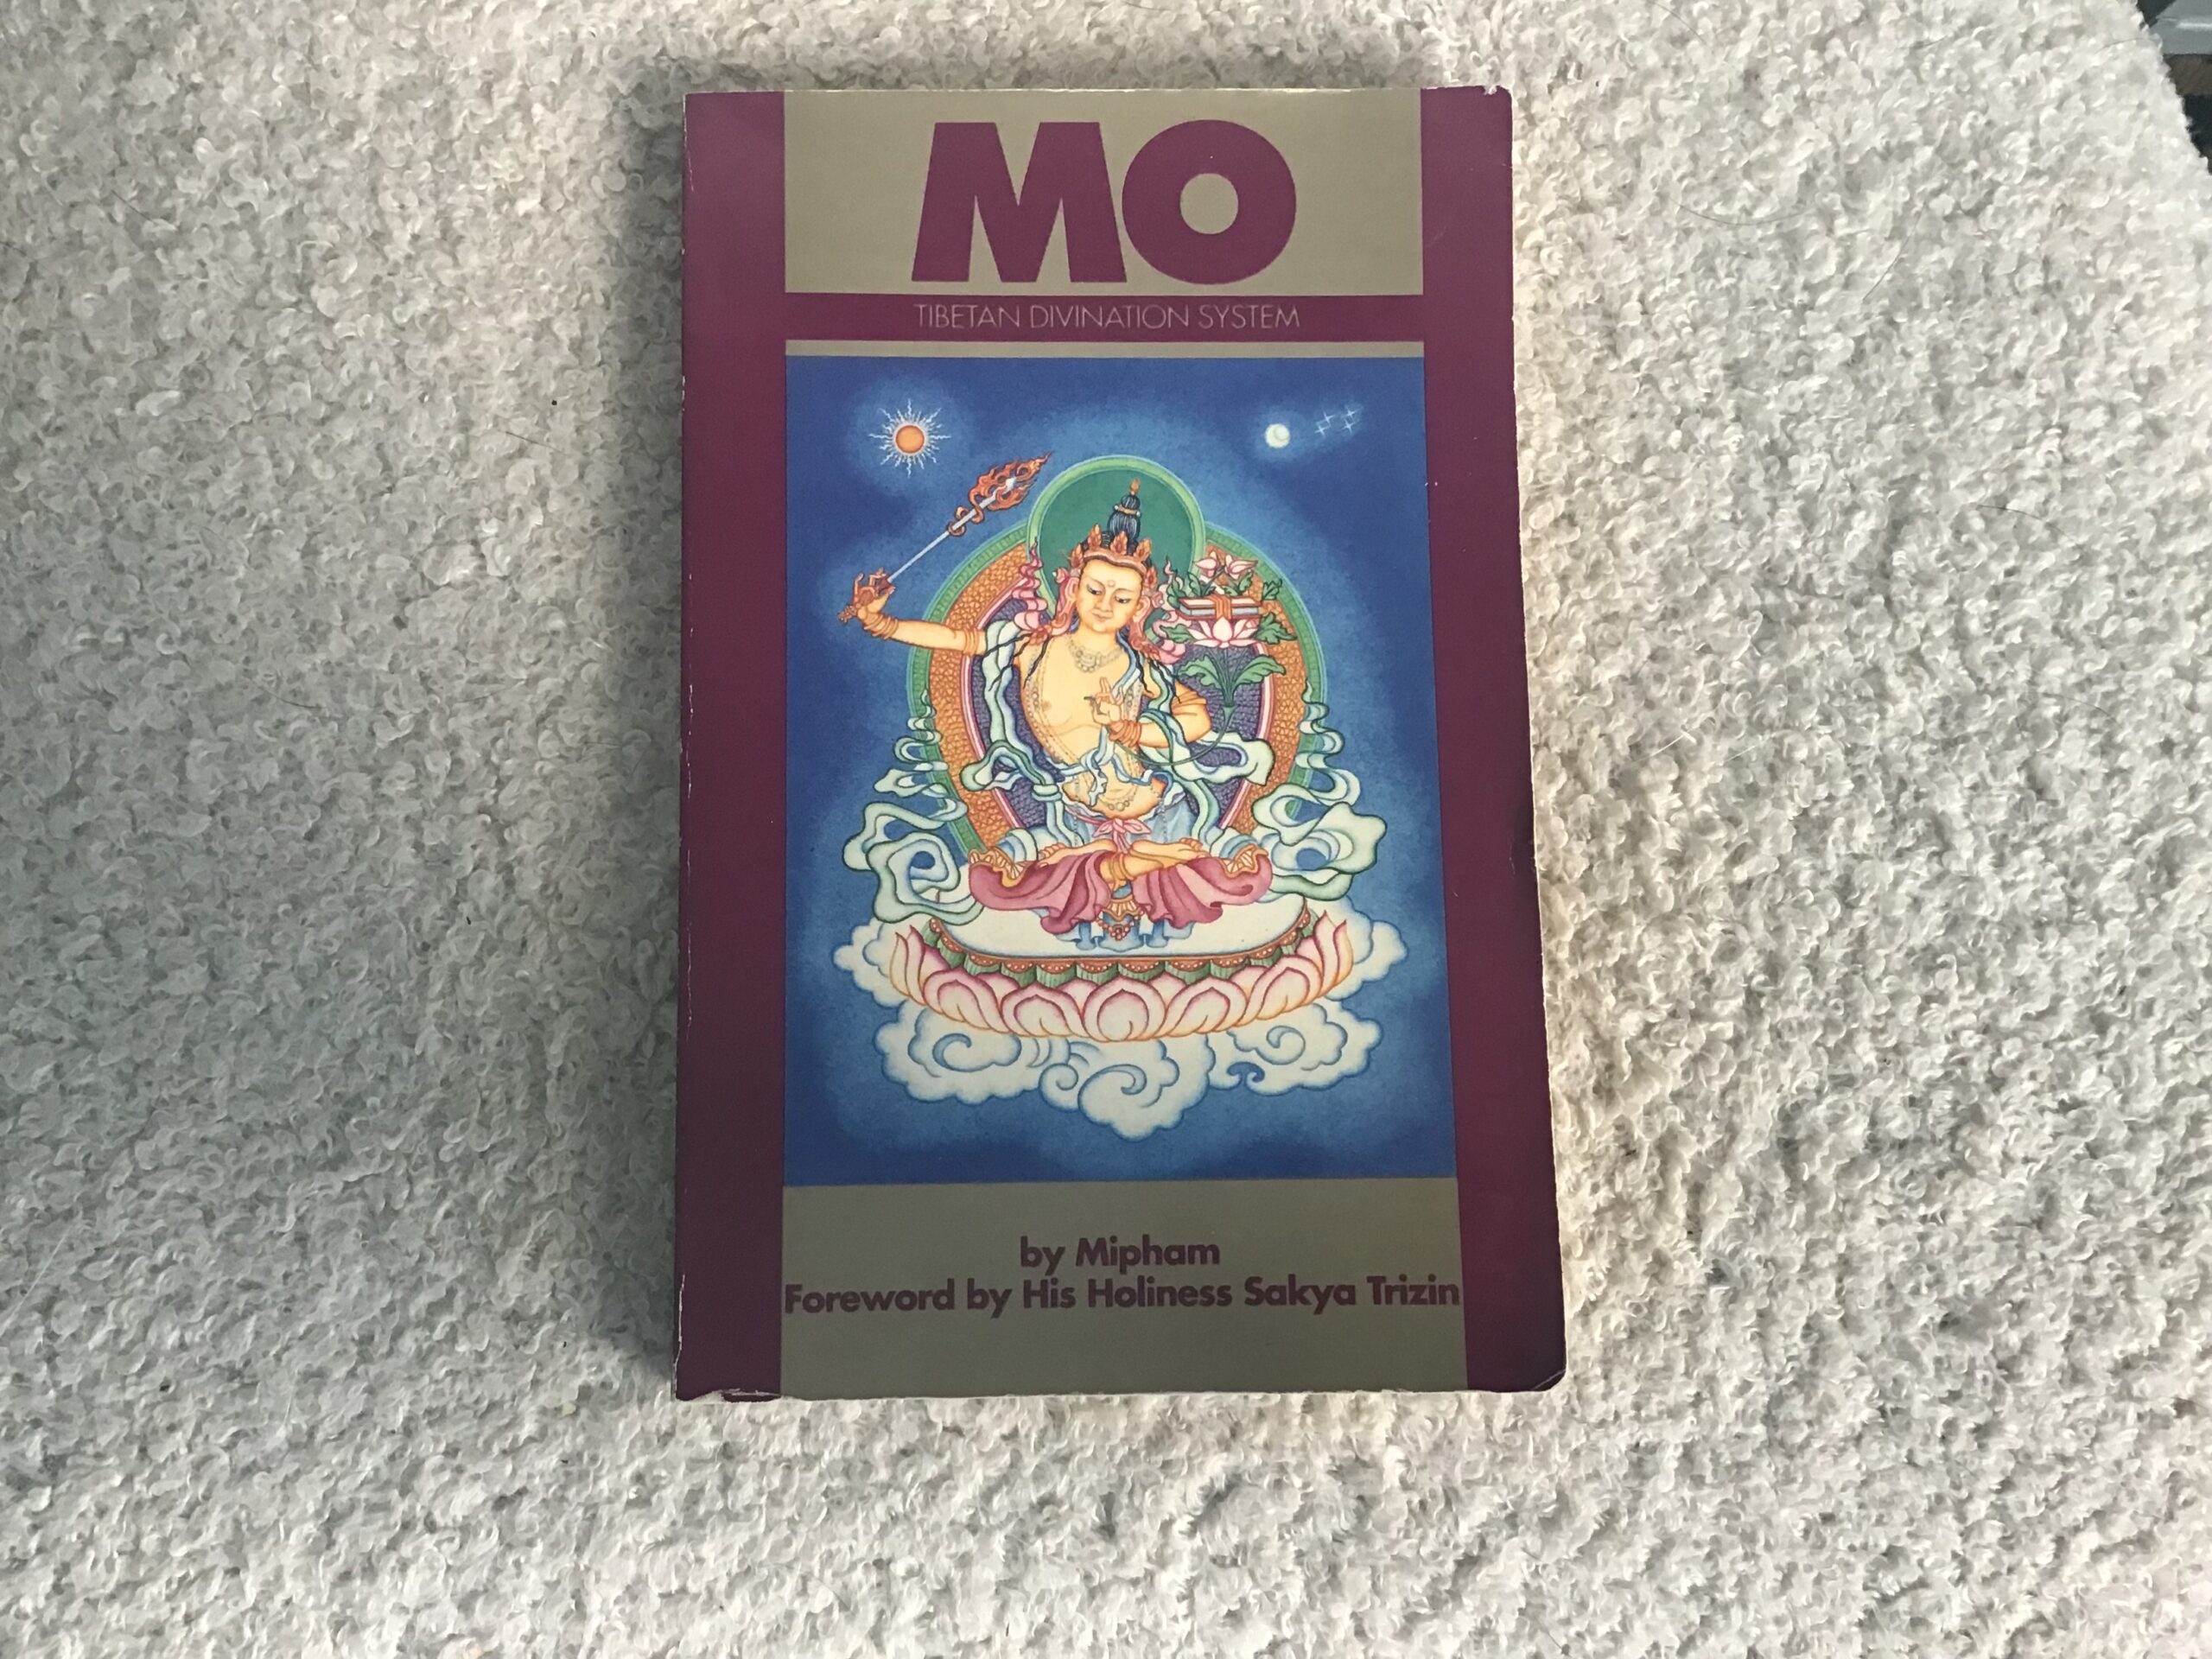 MO
TIBETAN DIVINATION SYSTEM
by Mipham
Foreword by His Holiness Sakya Trizin